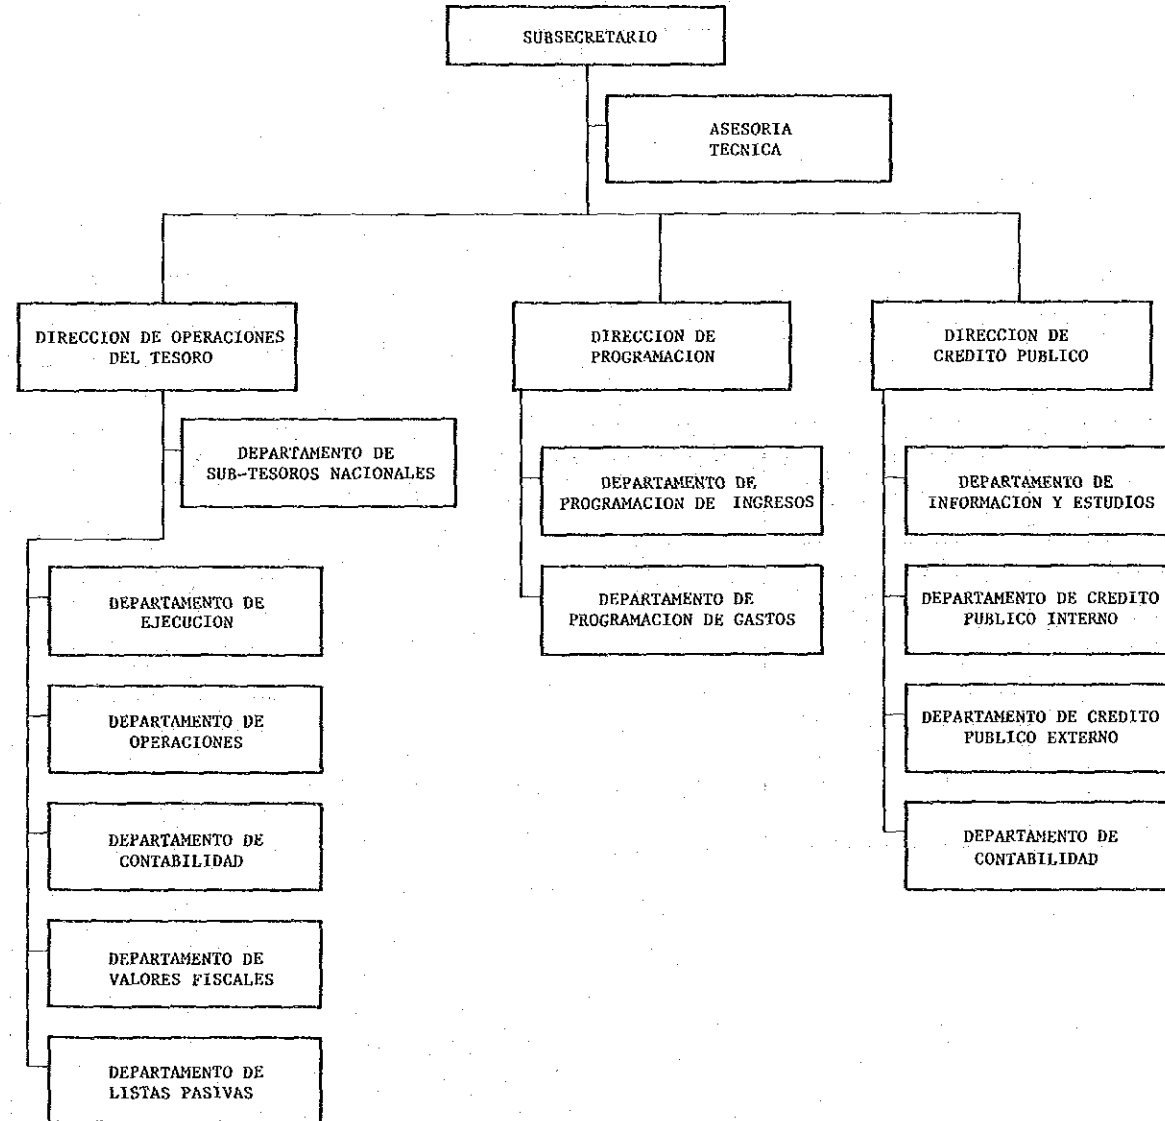 SUBSECRETARIO
ASESORIA
TECNICA
DIRECCION DE OPERACIONES
DEL TESORO
DIRECCION DE
PROGRAMACION
DIRECCION DE
CREDITO PUBLICO
DEPARTAMENTO DE
SUB-TESOROS NACIONALES
DEPARTAMENTO DE
EJECUCION
DEPARTAMENTO DE
OPERACIONES
DEPARTAMENTO DE
CONTABILIDAD
DEPARTAMENTO DE
VALORES FISCALES
DEPARTAMENTO DE
LISTAS PASIVAS
DEPARTAMENTO DE
PROGRAMACION DE INGRESOS
DEPARTAMENTO DE
PROGRAMACION DE GASTOS
DEPARTAMENTO DE
INFORMACION Y ESTUDIOS
DEPARTAMENTO DE CREDITO
PUBLICO INTERNO
DEPARTAMENTO DE CREDITO
PUBLICO EXTERNO
DEPARTAMENTO DE
CONTABILIDAD